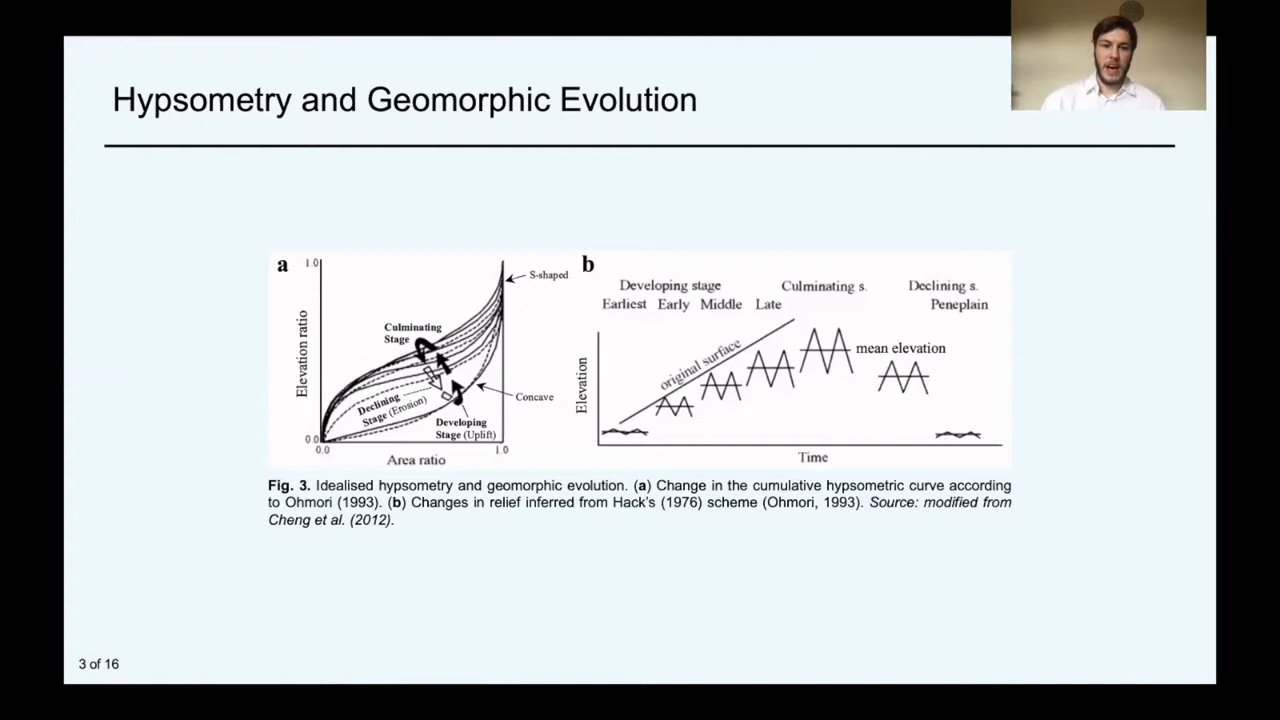 Hypsometry and Geomorphic Evolution
a
1.0
S-shaped
Culminating
Stage
Elevation ratio
Declining
Stage (Erosion)
Concave
Developing
Stage (Uplift)
0.0
0.0
1.0
Area ratio
b
Developing stage
Culminating s.
Declining s.
Earliest Early Middle Late
Peneplain
original surface
mean elevation
Elevation
Time
Fig. 3. Idealised hypsometry and geomorphic evolution. (a) Change in the cumulative hypsometric curve according
to Ohmori (1993). (b) Changes in relief inferred from Hack's (1976) scheme (Ohmori, 1993). Source: modified from
Cheng et al. (2012).
3 of 16